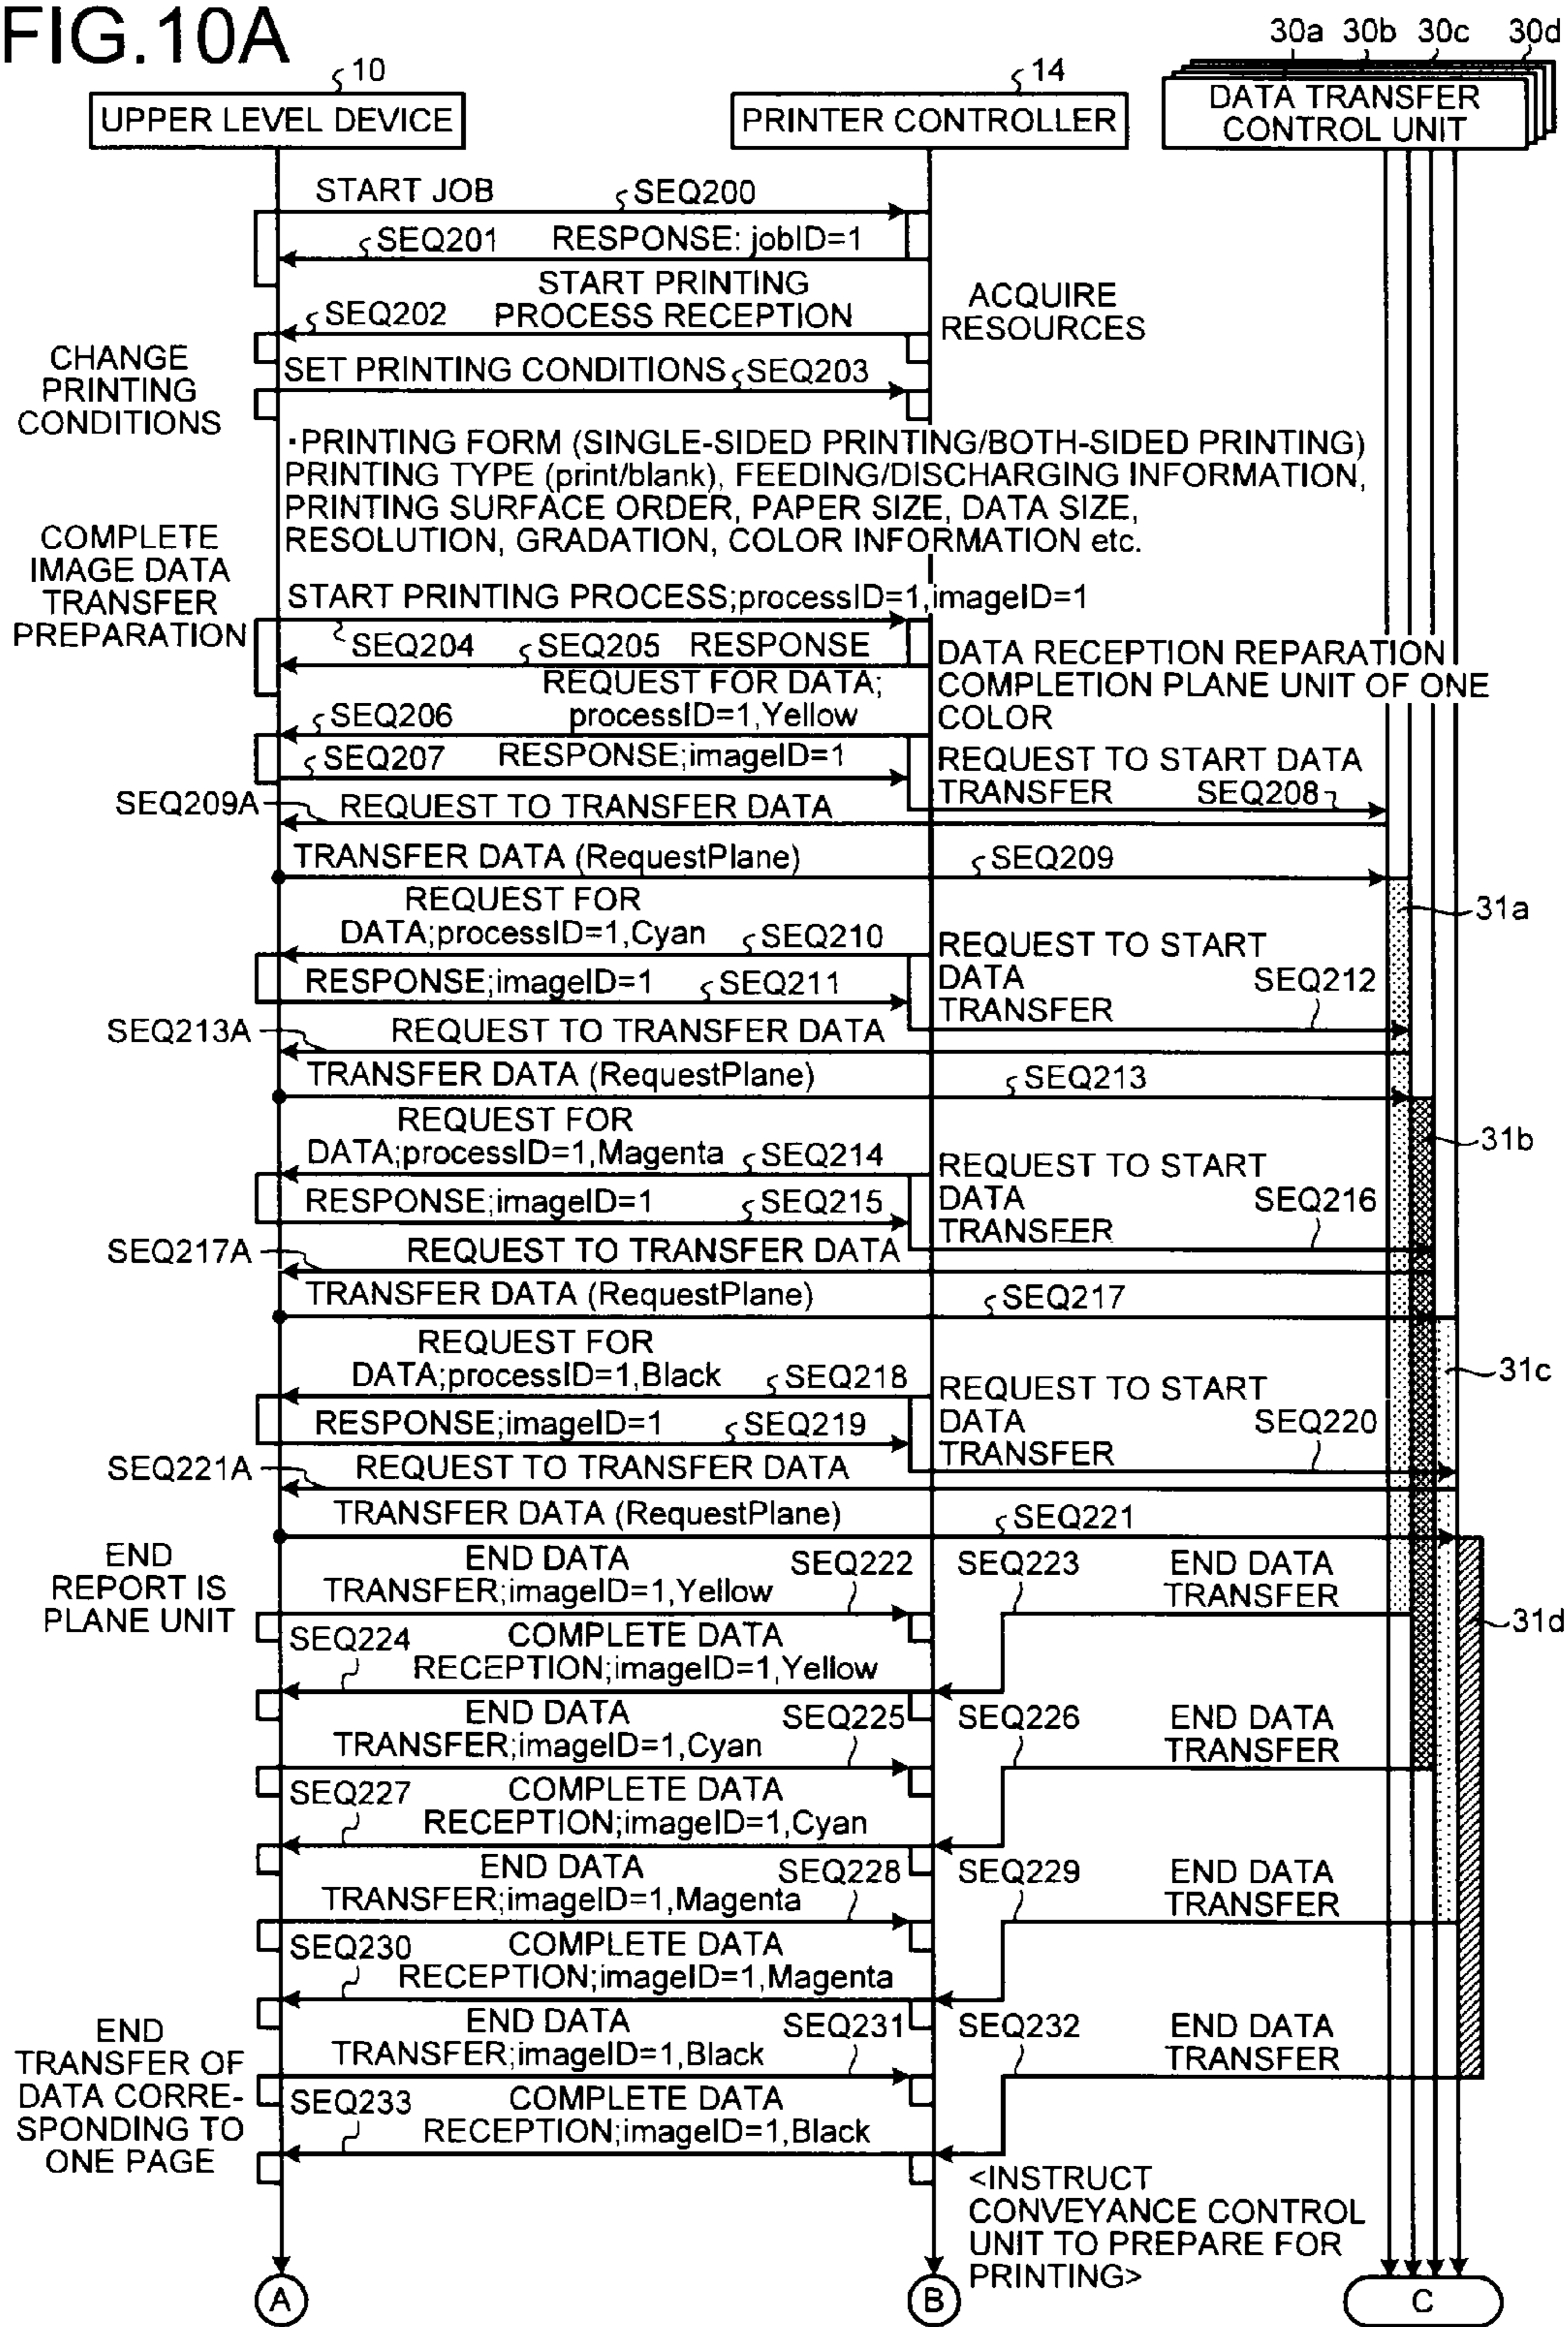 FIG.10A
30a 30b 30c 30d
10
14
UPPER LEVEL DEVICE
PRINTER CONTROLLER
DATA TRANSFER
CONTROL UNIT
START JOB
SEQ200
SEQ201
RESPONSE: jobID=1
START PRINTING
PROCESS RECEPTION
SEQ202
ACQUIRE
RESOURCES
CHANGE
PRINTING
CONDITIONS
SET PRINTING CONDITIONS
SEQ203
·PRINTING FORM (SINGLE-SIDED PRINTING/BOTH-SIDED PRINTING)
PRINTING TYPE (print/blank), FEEDING/DISCHARGING INFORMATION,
PRINTING SURFACE ORDER, PAPER SIZE, DATA SIZE,
RESOLUTION, GRADATION, COLOR INFORMATION etc.
COMPLETE
IMAGE DATA
TRANSFER
PREPARATION
START PRINTING PROCESS;processID=1,imageID=1
SEQ204
SEQ205
RESPONSE
DATA RECEPTION REPARATION
COMPLETION PLANE UNIT OF ONE
COLOR
REQUEST FOR DATA;
processID=1,Yellow
SEQ206
SEQ207
RESPONSE;imageID=1
REQUEST TO START DATA
TRANSFER
SEQ208
SEQ209A
REQUEST TO TRANSFER DATA
TRANSFER DATA (RequestPlane)
SEQ209
31a
REQUEST FOR
DATA;processID=1,Cyan
SEQ210
REQUEST TO START
DATA
TRANSFER
RESPONSE;imageID=1
SEQ211
SEQ212
SEQ213A
REQUEST TO TRANSFER DATA
TRANSFER DATA (RequestPlane)
SEQ213
31b
REQUEST FOR
DATA;processID=1,Magenta
SEQ214
REQUEST TO START
DATA
TRANSFER
RESPONSE;imageID=1
SEQ215
SEQ216
SEQ217A
REQUEST TO TRANSFER DATA
TRANSFER DATA (RequestPlane)
SEQ217
31c
REQUEST FOR
DATA;processID=1,Black
SEQ218
REQUEST TO START
DATA
TRANSFER
RESPONSE;imageID=1
SEQ219
SEQ220
SEQ221A
REQUEST TO TRANSFER DATA
TRANSFER DATA (RequestPlane)
SEQ221
END
REPORT IS
PLANE UNIT
END DATA
TRANSFER;imageID=1,Yellow
SEQ222
SEQ223
END DATA
TRANSFER
31d
SEQ224
COMPLETE DATA
RECEPTION;imageID=1,Yellow
END DATA
TRANSFER;imageID=1,Cyan
SEQ225
SEQ226
END DATA
TRANSFER
SEQ227
COMPLETE DATA
RECEPTION;imageID=1,Cyan
END DATA
TRANSFER;imageID=1,Magenta
SEQ228
SEQ229
END DATA
TRANSFER
SEQ230
COMPLETE DATA
RECEPTION;imageID=1,Magenta
END DATA
TRANSFER;imageID=1,Black
SEQ231
SEQ232
END DATA
TRANSFER
END
TRANSFER OF
DATA CORRE-
SPONDING TO
ONE PAGE
SEQ233
COMPLETE DATA
RECEPTION;imageID=1,Black
<INSTRUCT
CONVEYANCE CONTROL
UNIT TO PREPARE FOR
PRINTING>
A
B
C